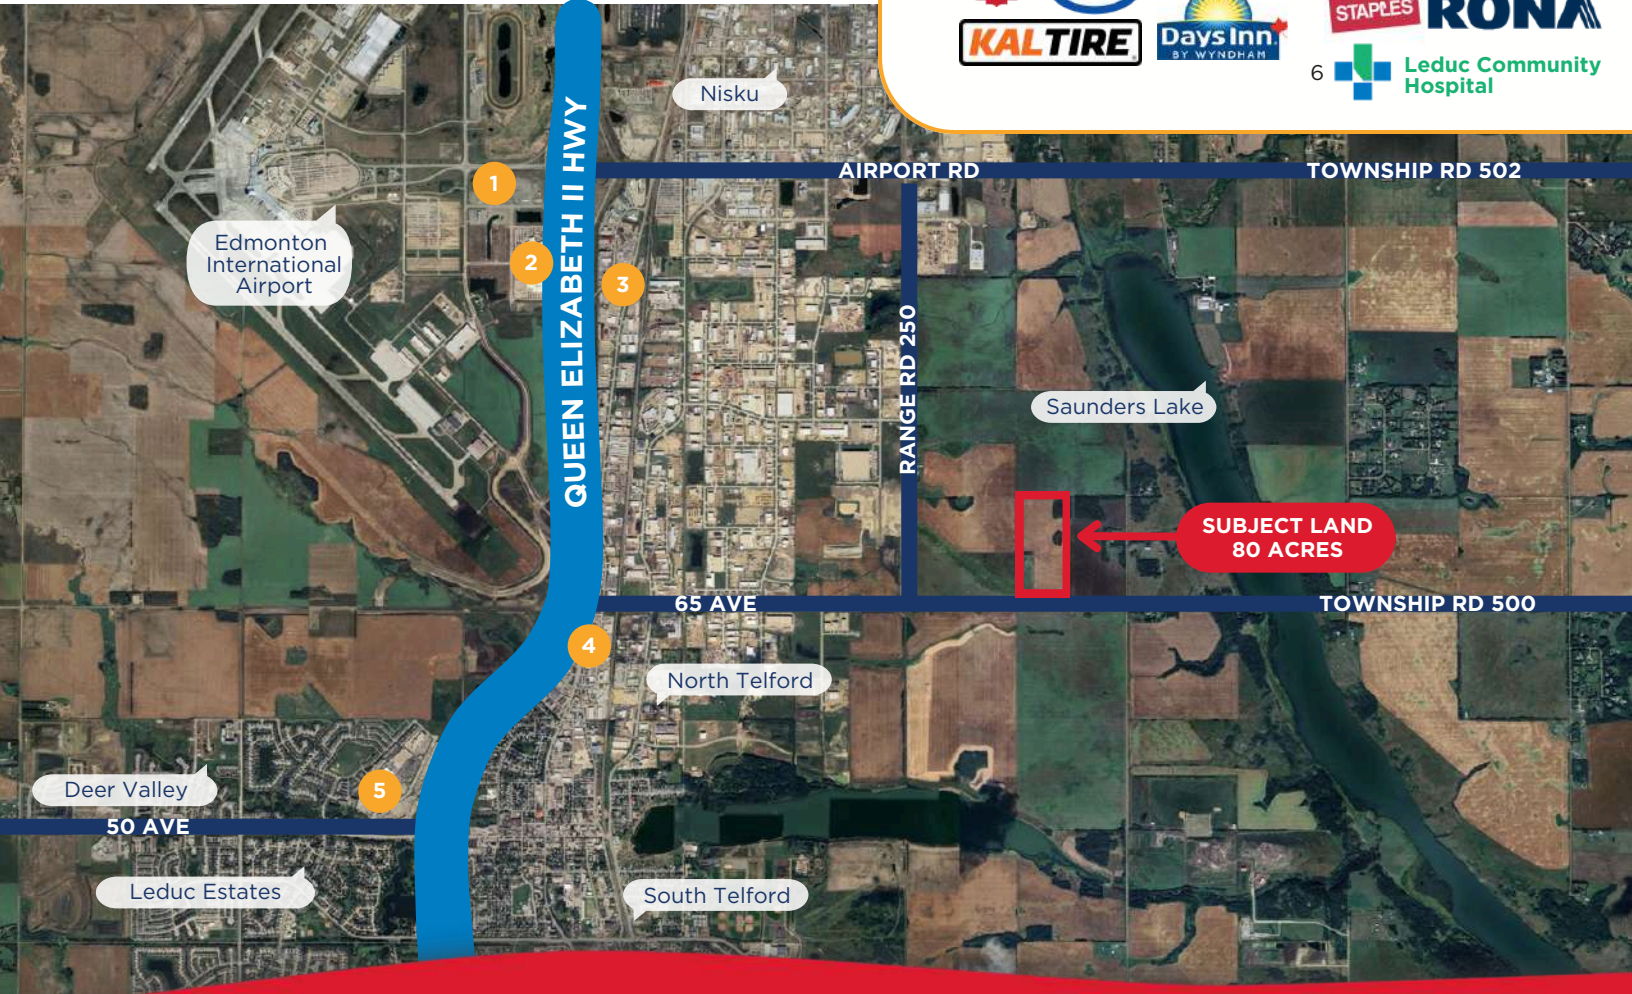 STAPLES
RONA
KALTIRE
Days Inn
BY WYNDHAM
6
Leduc Community
Hospital
Nisku
AIRPORT RD
TOWNSHIP RD 502
1
Edmonton
International
Airport
2
3
QUEEN ELIZABETH III HWY
RANGE RD 250
Saunders Lake
SUBJECT LAND
80 ACRES
65 AVE
TOWNSHIP RD 500
4
North Telford
Deer Valley
5
50 AVE
Leduc Estates
South Telford